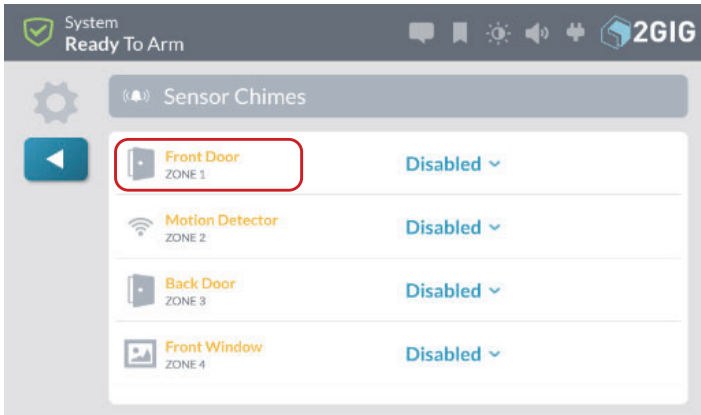 System
Ready To Arm
2GIG
Sensor Chimes
Front Door
ZONE 1
Disabled
Motion Detector
ZONE 2
Disabled
Back Door
ZONE 3
Disabled
Front Window
ZONE 4
Disabled